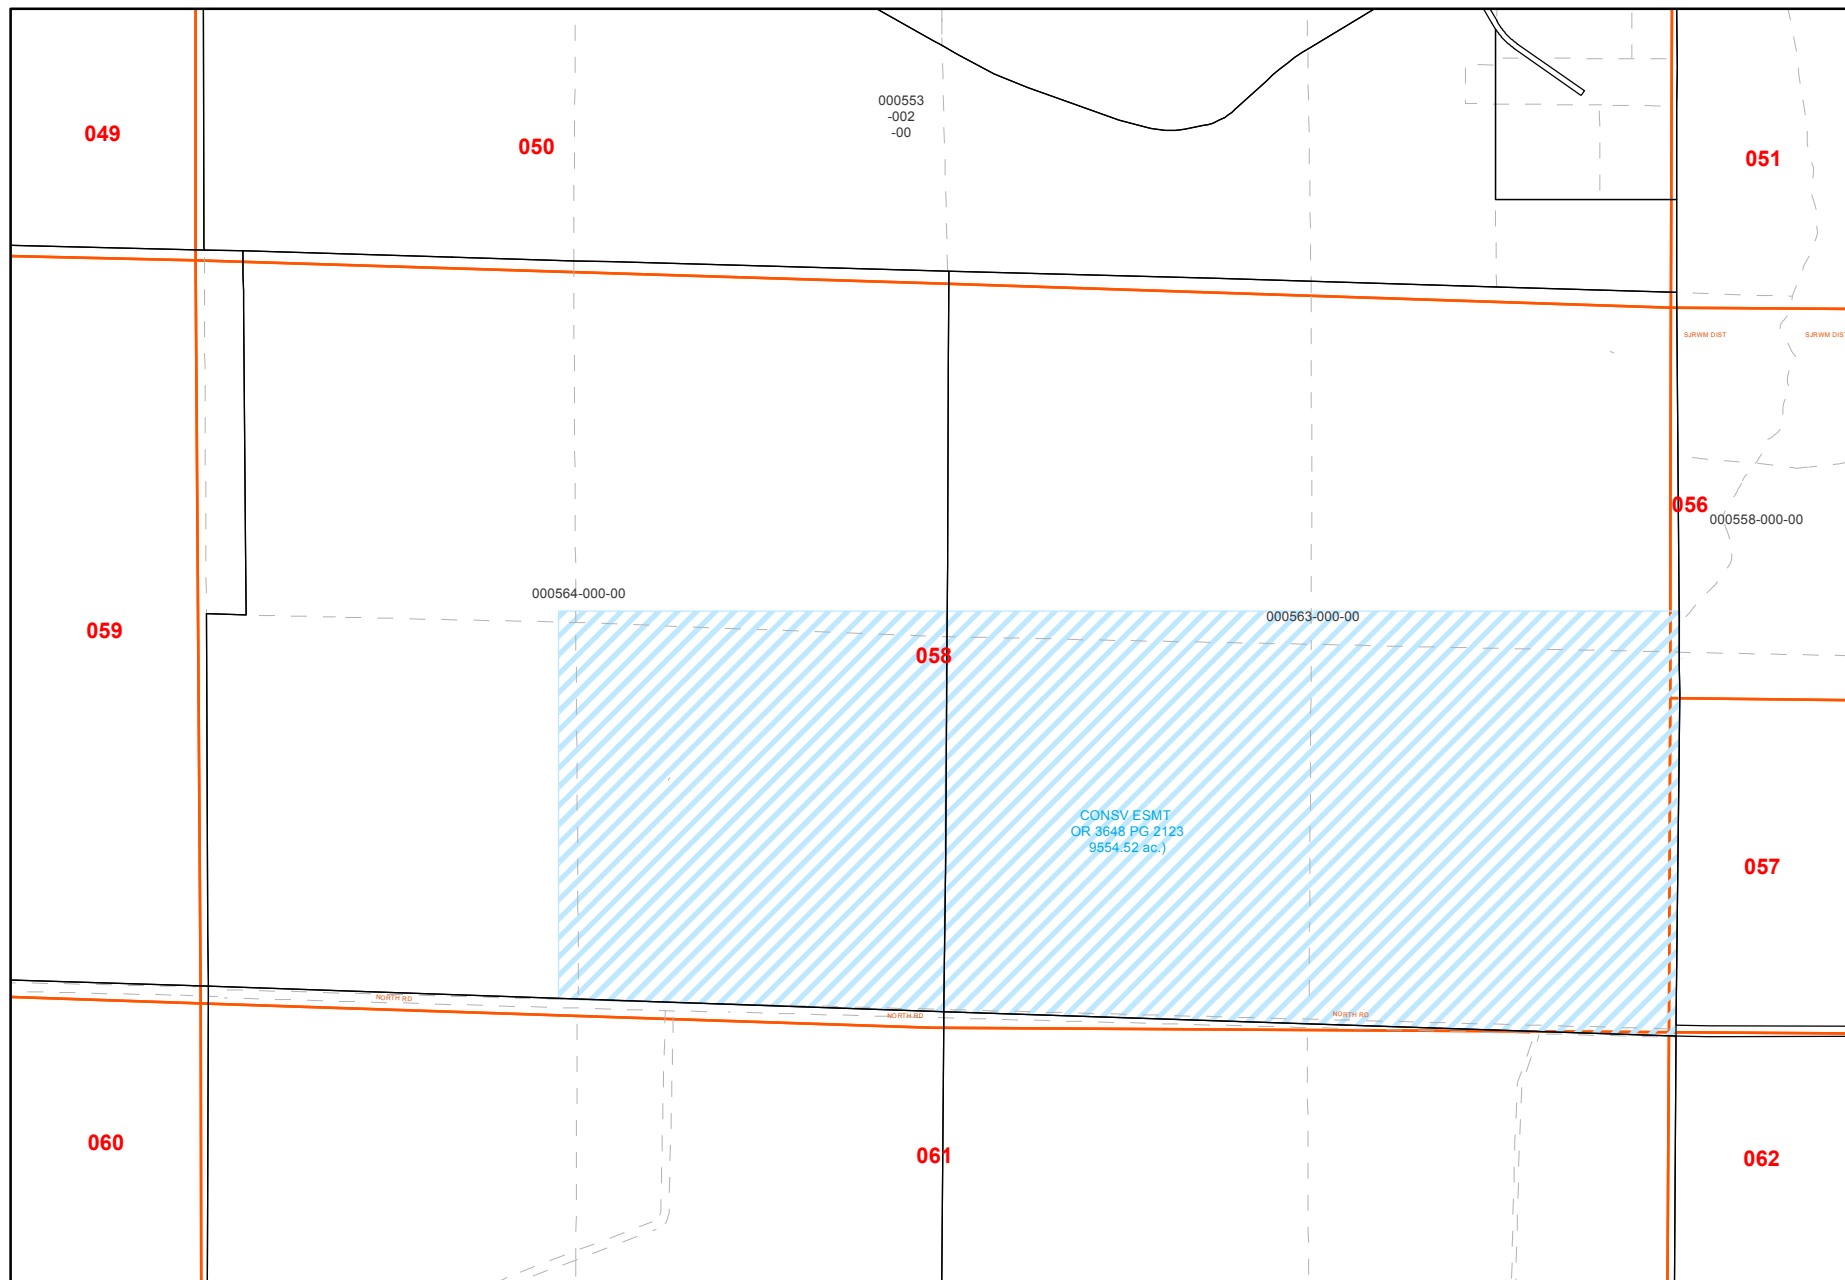 000553
-002
-00
049
050
051
SJRWM DIST
SJRWM DIST
056
000558-000-00
000564-000-00
000563-000-00
059
058
CONSV ESMT
OR 3648 PG 2123
9554.52 ac.)
057
NORTH RD
NORTH RD
NORTH RD
060
061
062